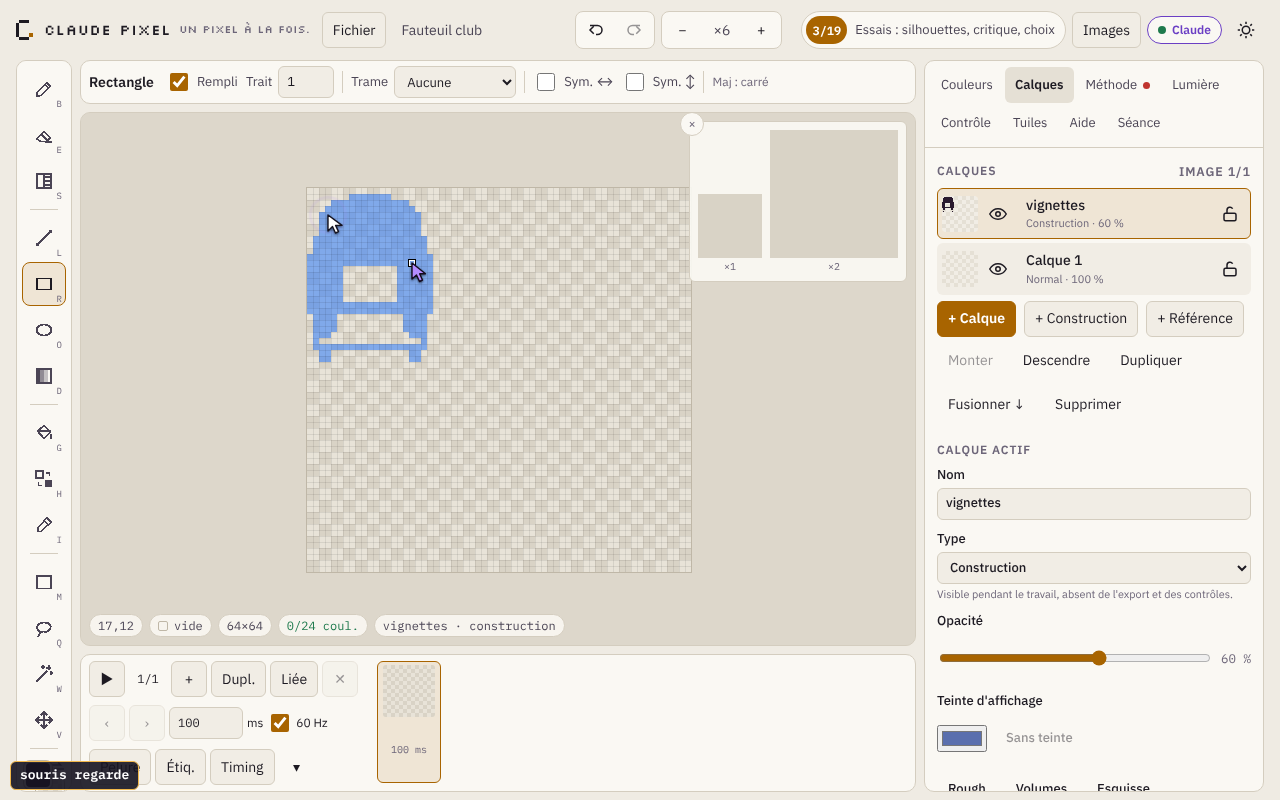 CLAUDE PIXEL UN PIXEL À LA FOIS. Fichier Fauteuil club − ×6 + 3/19 Essais : silhouettes, critique, choix Images Claude
Rectangle Rempli Trait 1 Trame Aucune Sym. ↔ Sym. ↕ Maj : carré
B
E
S
L
R
O
D
G
H
I
M
Q
W
V
×
×1 ×2
17,12 vide 64×64 0/24 coul. vignettes · construction
1/1 + Dupl. Liée ✕
‹ › 100 ms 60 Hz
Étiq. Timing ▼
100 ms
souris regarde
Couleurs Calques Méthode Lumière
Contrôle Tuiles Aide Séance
CALQUES IMAGE 1/1
vignettes
Construction · 60 %
Calque 1
Normal · 100 %
+ Calque + Construction + Référence
Monter Descendre Dupliquer
Fusionner ↓ Supprimer
CALQUE ACTIF
Nom
vignettes
Type
Construction
Visible pendant le travail, absent de l'export et des contrôles.
Opacité
60 %
Teinte d'affichage
Sans teinte
Rough Volumes Esquisse